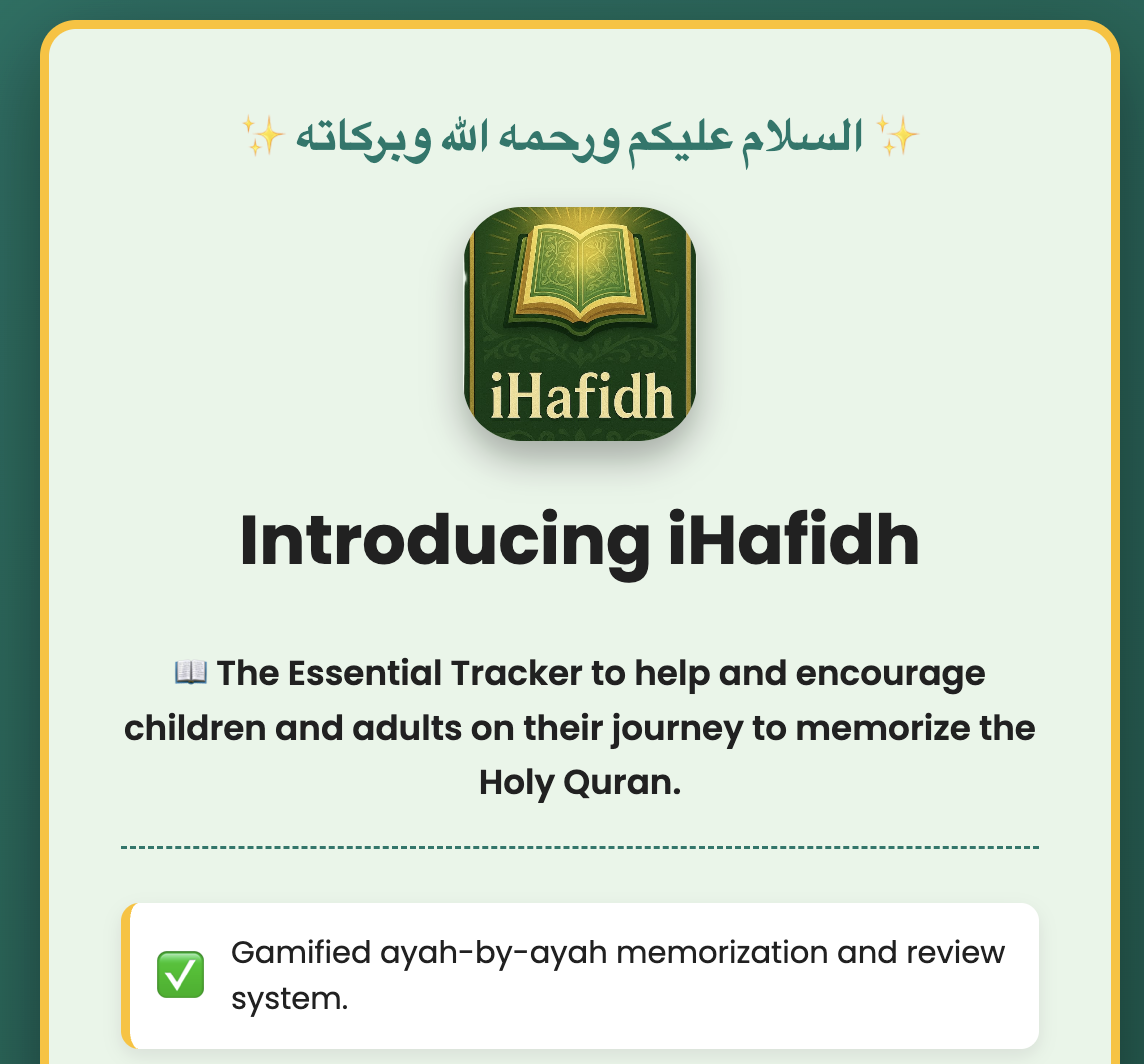 ✨ السلام عليكم ورحمه الله وبركاته ✨
iHafidh
Introducing iHafidh
📖 The Essential Tracker to help and encourage
children and adults on their journey to memorize the
Holy Quran.
✅ Gamified ayah-by-ayah memorization and review
system.